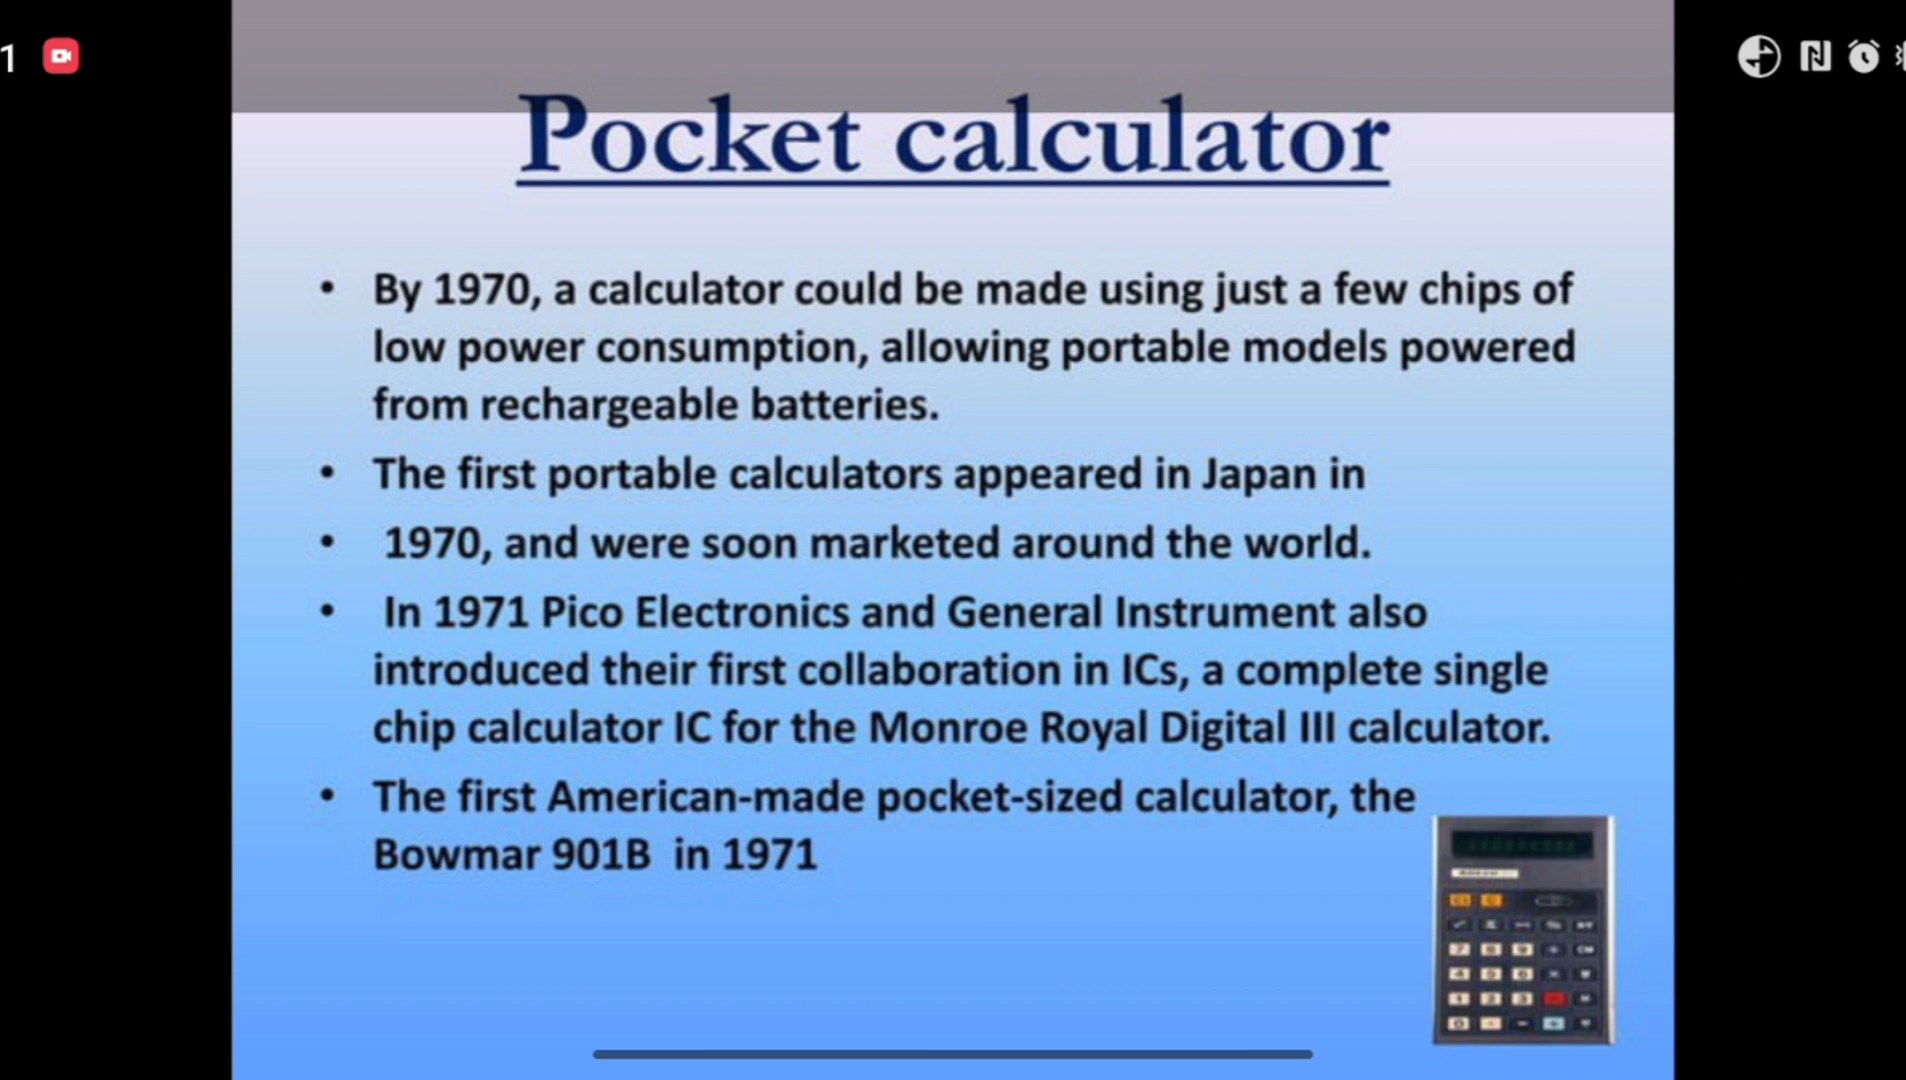 1
Pocket calculator
• By 1970, a calculator could be made using just a few chips of
low power consumption, allowing portable models powered
from rechargeable batteries.
• The first portable calculators appeared in Japan in
• 1970, and were soon marketed around the world.
• In 1971 Pico Electronics and General Instrument also
introduced their first collaboration in ICs, a complete single
chip calculator IC for the Monroe Royal Digital III calculator.
• The first American-made pocket-sized calculator, the
Bowmar 901B  in 1971